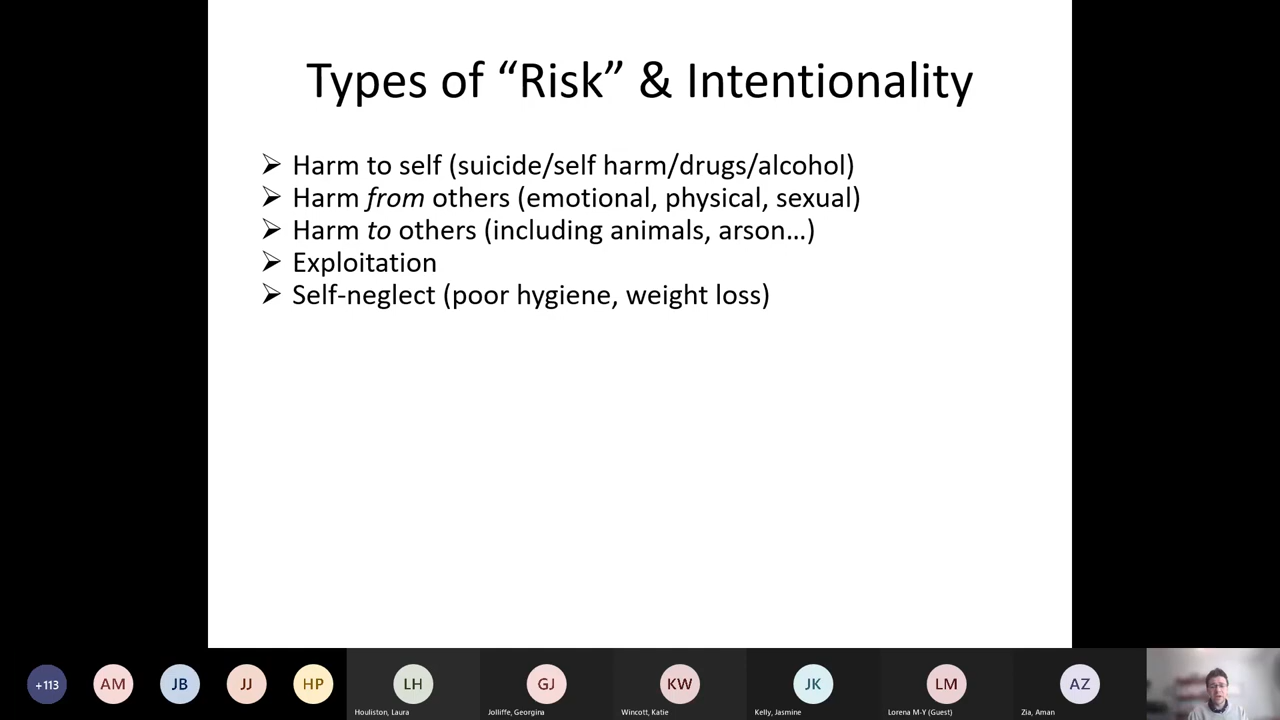 Types of “Risk” & Intentionality
➢ Harm to self (suicide/self harm/drugs/alcohol)
➢ Harm from others (emotional, physical, sexual)
➢ Harm to others (including animals, arson…)
➢ Exploitation
➢ Self-neglect (poor hygiene, weight loss)
+113 AM JB JJ HP LH GJ KW JK LM AZ
Houliston, Laura Jolliffe, Georgina Wincott, Katie Kelly, Jasmine Lorena M-Y (Guest) Zia, Aman